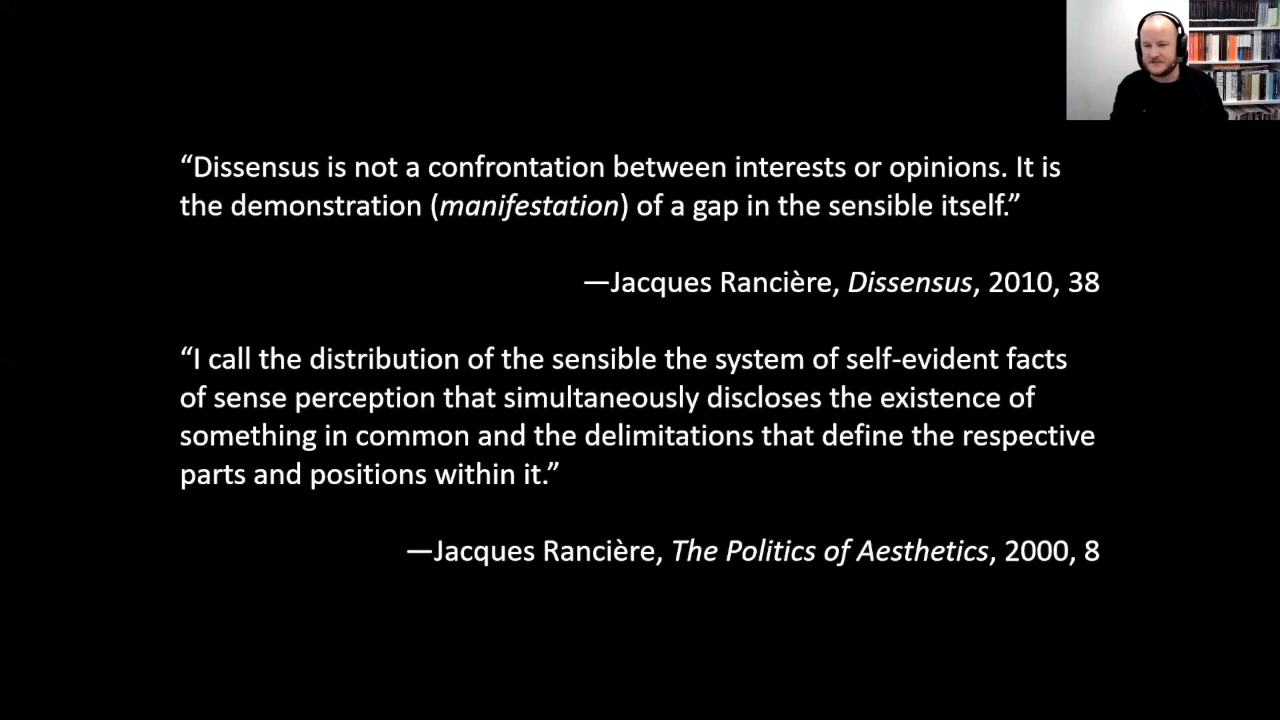 “Dissensus is not a confrontation between interests or opinions. It is
the demonstration (manifestation) of a gap in the sensible itself.”
—Jacques Rancière, Dissensus, 2010, 38
“I call the distribution of the sensible the system of self-evident facts
of sense perception that simultaneously discloses the existence of
something in common and the delimitations that define the respective
parts and positions within it.”
—Jacques Rancière, The Politics of Aesthetics, 2000, 8